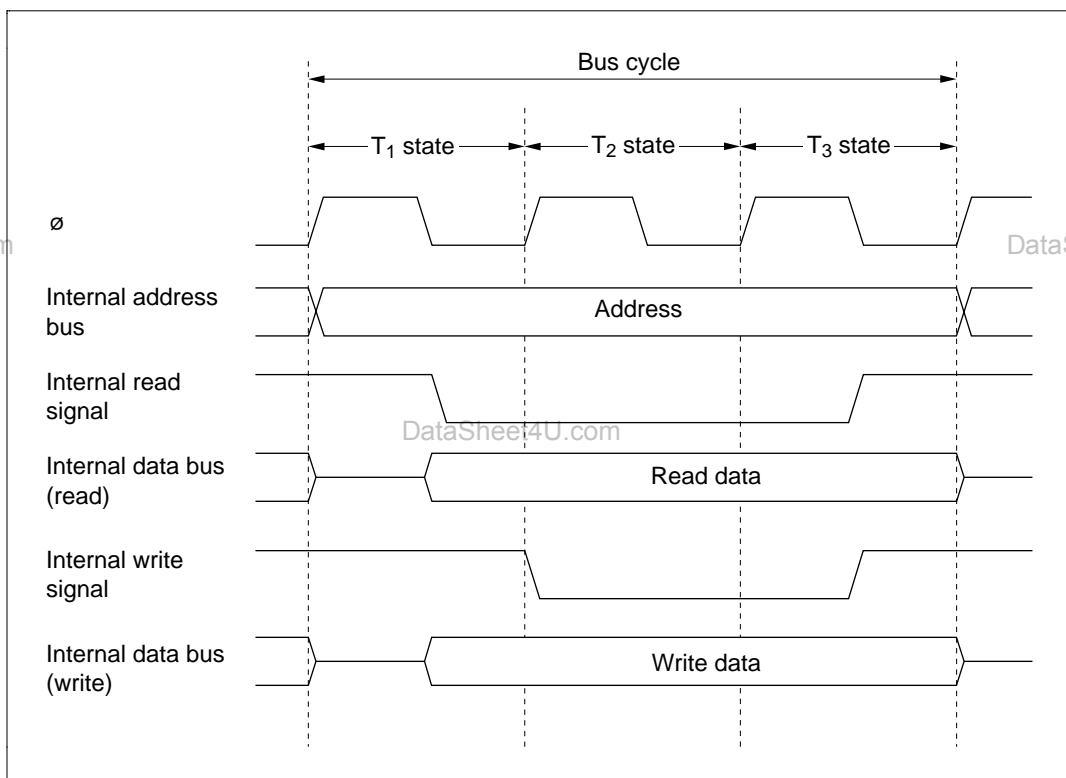 Bus cycle
T₁ state
T₂ state
T₃ state
ø
m
DataS
Internal address
bus
Address
Internal read
signal
DataSheet4U.com
Internal data bus
(read)
Read data
Internal write
signal
Internal data bus
(write)
Write data